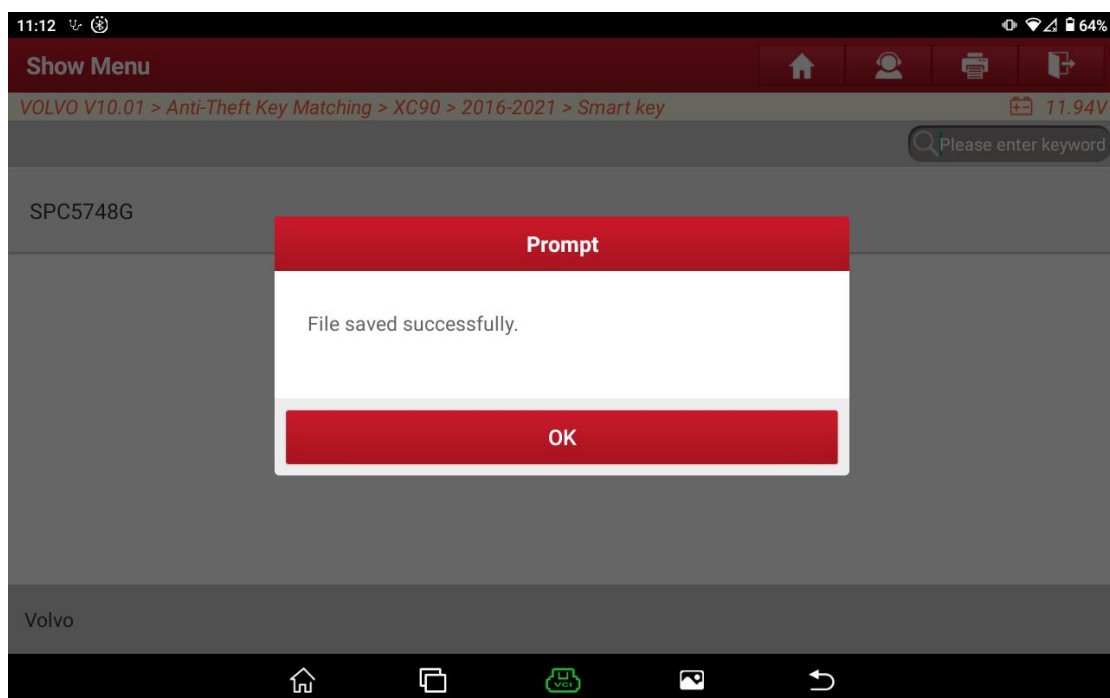 11:12 64%
Show Menu
VOLVO V10.01 > Anti-Theft Key Matching > XC90 > 2016-2021 > Smart key 11.94V
Please enter keyword
SPC5748G
Prompt
File saved successfully.
OK
Volvo
VCI